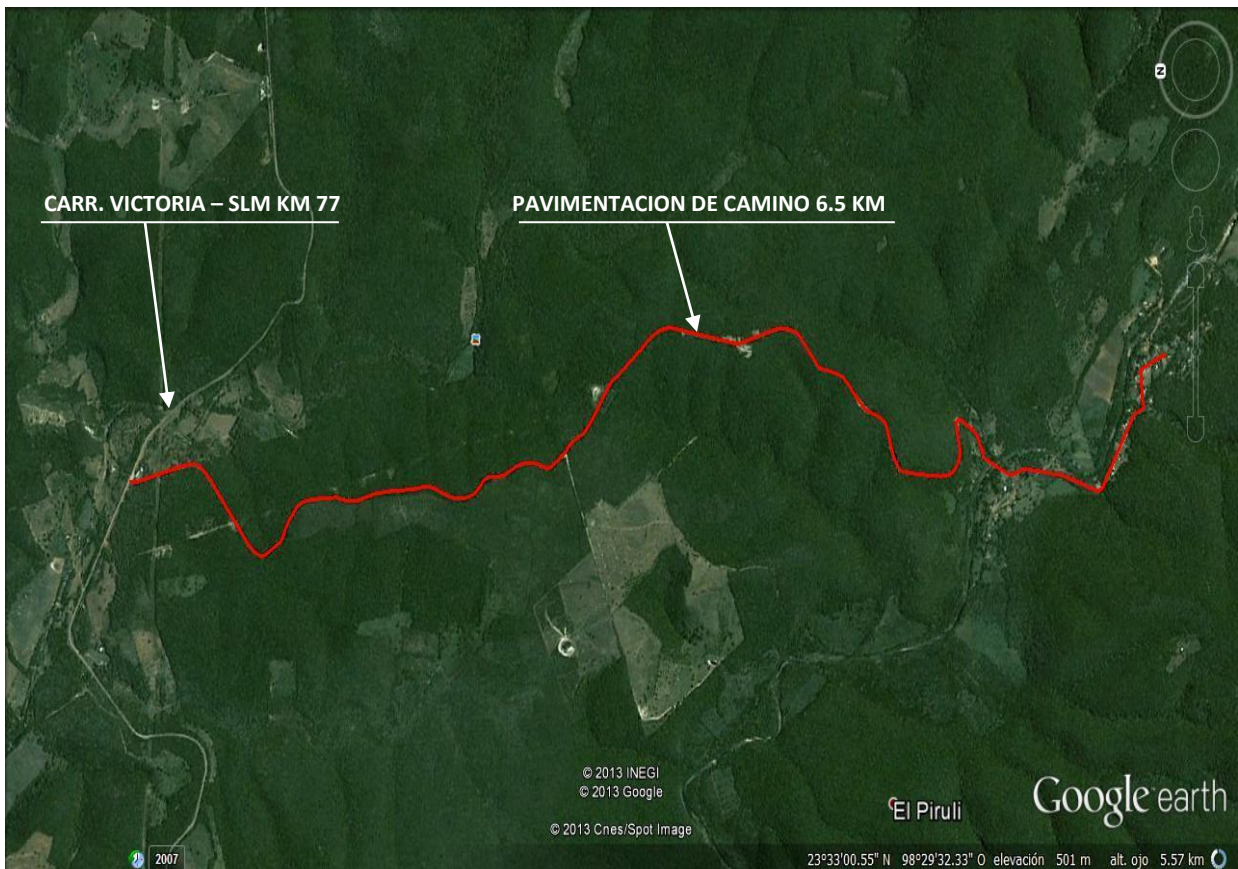 N
CARR. VICTORIA – SLM KM 77
PAVIMENTACION DE CAMINO 6.5 KM
© 2013 INEGI
© 2013 Google
© 2013 Cnes/Spot Image
El Piruli
Google earth
2007
23°33'00.55" N 98°29'32.33" O elevación 501 m alt. ojo 5.57 km